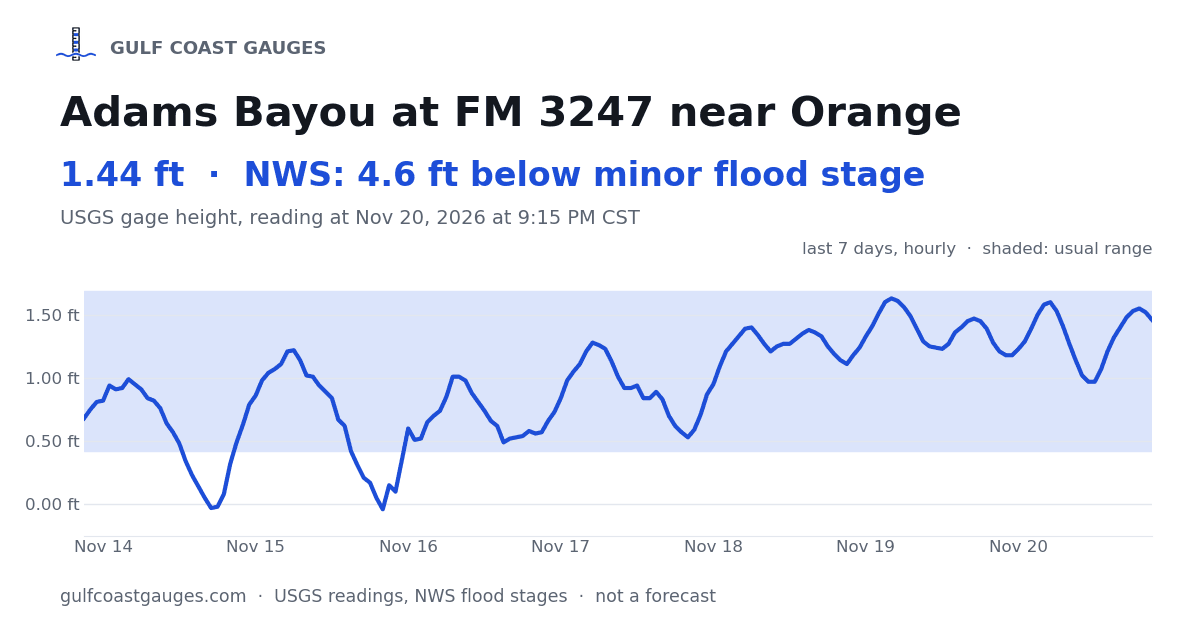 GULF COAST GAUGES
Adams Bayou at FM 3247 near Orange
1.44 ft · NWS: 4.6 ft below minor flood stage
USGS gage height, reading at Nov 20, 2026 at 9:15 PM CST
last 7 days, hourly · shaded: usual range
1.50 ft
1.00 ft
0.50 ft
0.00 ft
Nov 14 Nov 15 Nov 16 Nov 17 Nov 18 Nov 19 Nov 20
gulfcoastgauges.com · USGS readings, NWS flood stages · not a forecast